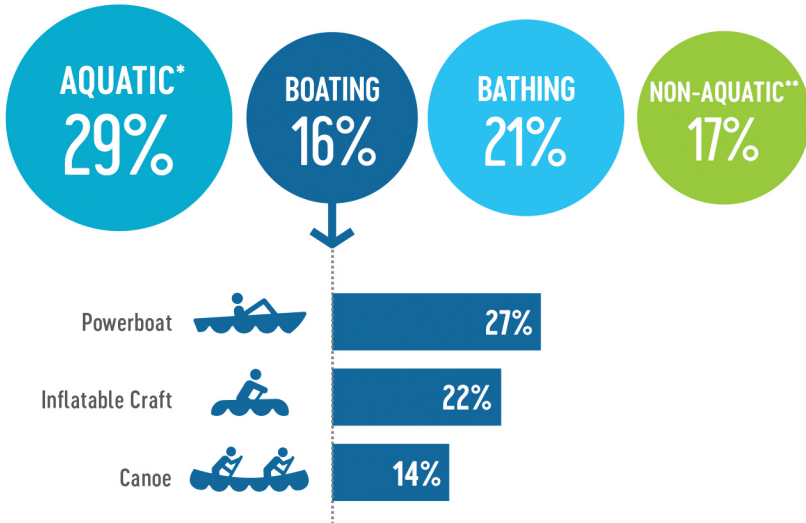 AQUATIC*
29%
BOATING
16%
BATHING
21%
NON-AQUATIC**
17%
Powerboat
27%
Inflatable Craft
22%
Canoe
14%